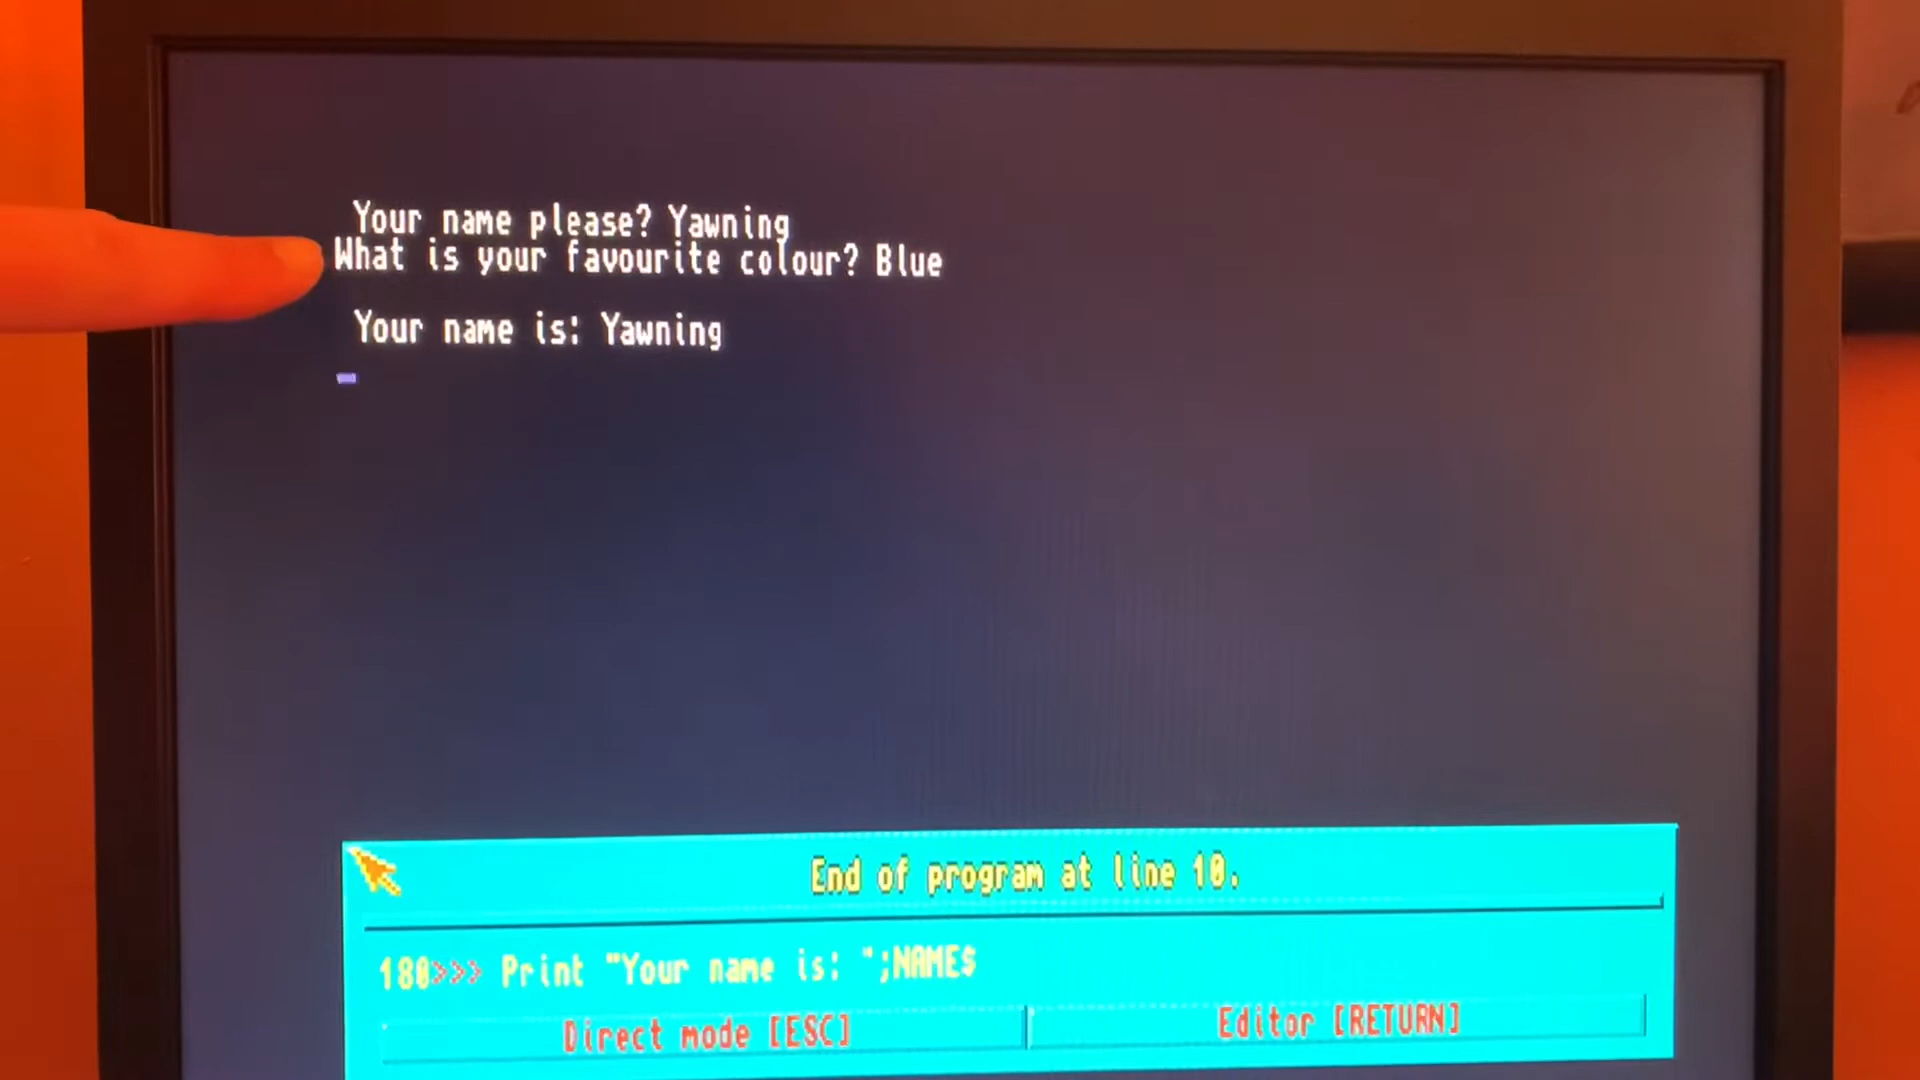 Your name please? Yawning
What is your favourite colour? Blue
Your name is: Yawning
End of program at line 10.
180>>> Print "Your name is: ";NAME$
Direct mode [ESC]
Editor [RETURN]